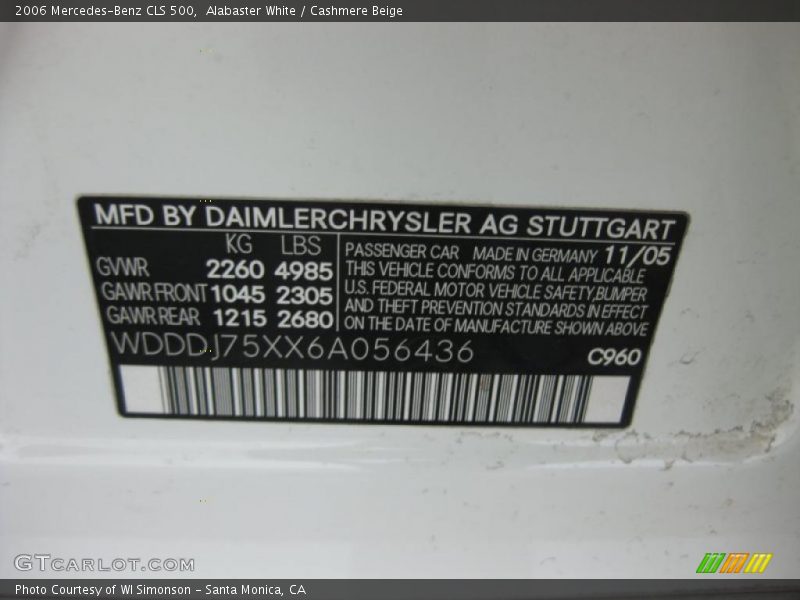 2006 Mercedes-Benz CLS 500,  Alabaster White / Cashmere Beige
MFD BY DAIMLERCHRYSLER AG STUTTGART
KG LBS
GVWR 2260 4985
GAWR FRONT 1045 2305
GAWR REAR 1215 2680
PASSENGER CAR MADE IN GERMANY 11/05
THIS VEHICLE CONFORMS TO ALL APPLICABLE
U.S. FEDERAL MOTOR VEHICLE SAFETY, BUMPER
AND THEFT PREVENTION STANDARDS IN EFFECT
ON THE DATE OF MANUFACTURE SHOWN ABOVE
WDDDJ75XX6A056436 C960
GTCARLOT.COM
Photo Courtesy of WI Simonson - Santa Monica, CA